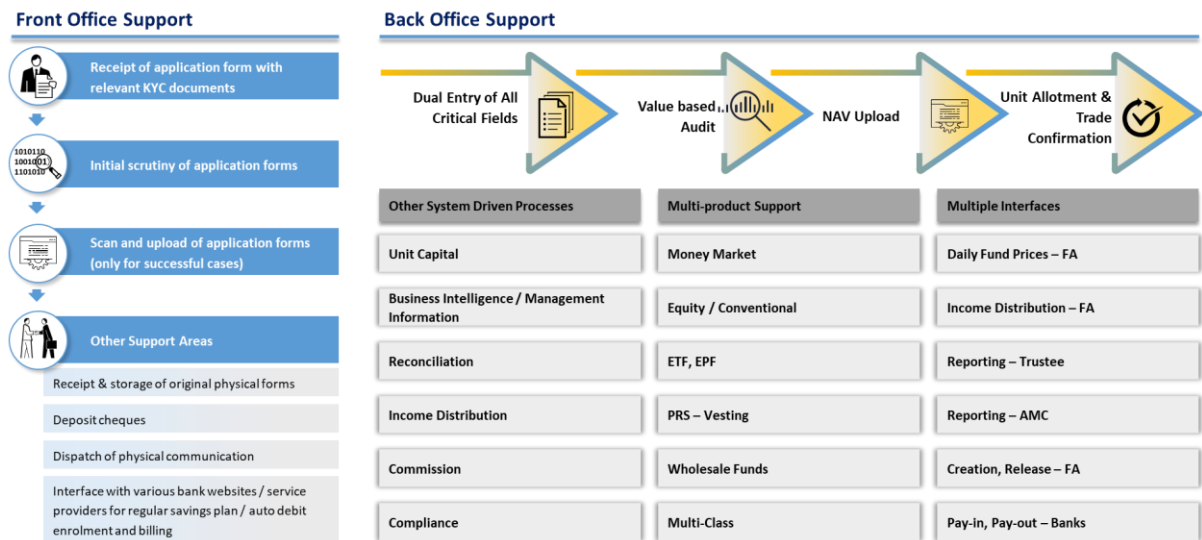 Front Office Support
Receipt of application form with
relevant KYC documents
1010110
1001001
1101010
Initial scrutiny of application forms
Scan and upload of application forms
(only for successful cases)
Other Support Areas
Receipt & storage of original physical forms
Deposit cheques
Dispatch of physical communication
Interface with various bank websites / service
providers for regular savings plan / auto debit
enrolment and billing
Back Office Support
Dual Entry of All
Critical Fields
Value based
Audit
NAV Upload
Unit Allotment &
Trade
Confirmation
Other System Driven Processes
Unit Capital
Business Intelligence / Management
Information
Reconciliation
Income Distribution
Commission
Compliance
Multi-product Support
Money Market
Equity / Conventional
ETF, EPF
PRS – Vesting
Wholesale Funds
Multi-Class
Multiple Interfaces
Daily Fund Prices – FA
Income Distribution – FA
Reporting – Trustee
Reporting – AMC
Creation, Release – FA
Pay-in, Pay-out – Banks